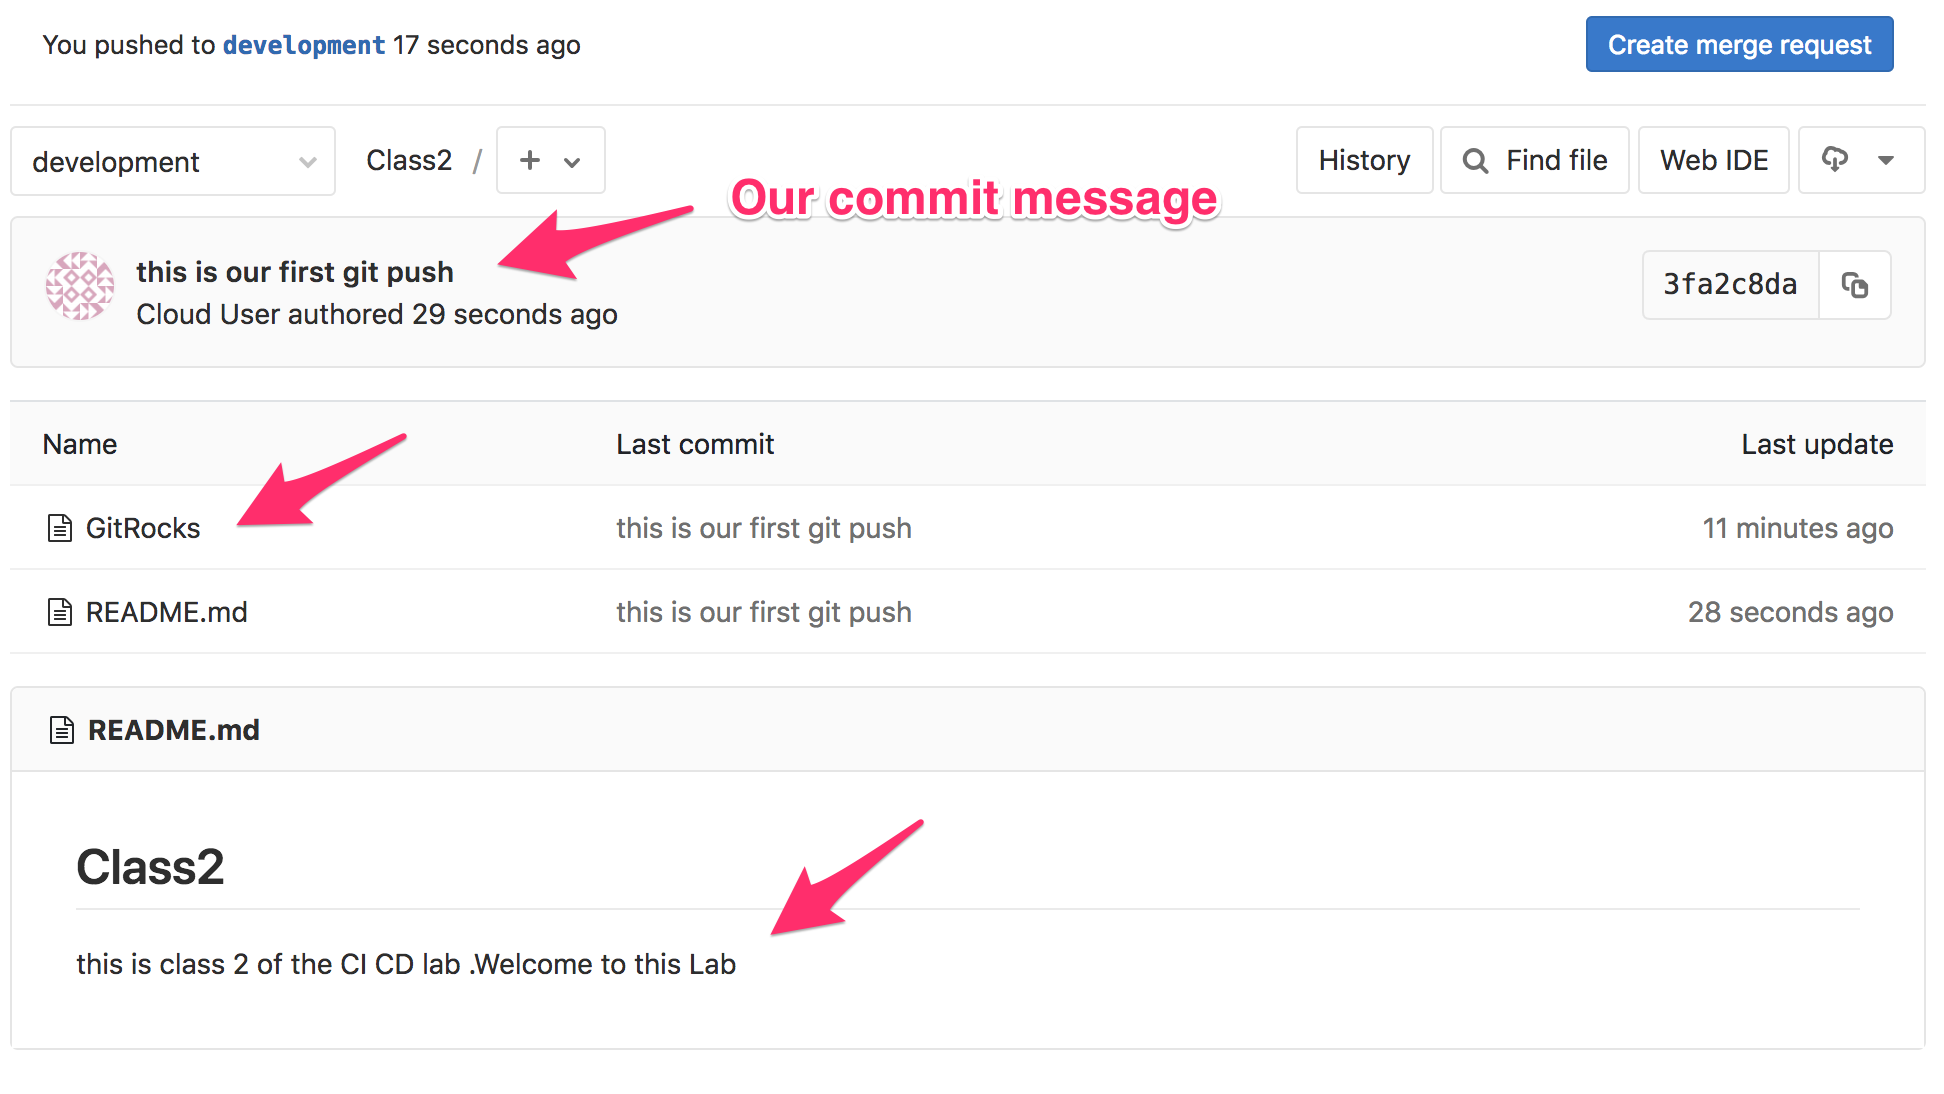 You pushed to development 17 seconds ago
Create merge request
development
Class2 / +
History
Find file
Web IDE
Our commit message
this is our first git push
Cloud User authored 29 seconds ago
3fa2c8da
Name Last commit Last update
GitRocks this is our first git push 11 minutes ago
README.md this is our first git push 28 seconds ago
README.md
Class2
this is class 2 of the CI CD lab .Welcome to this Lab